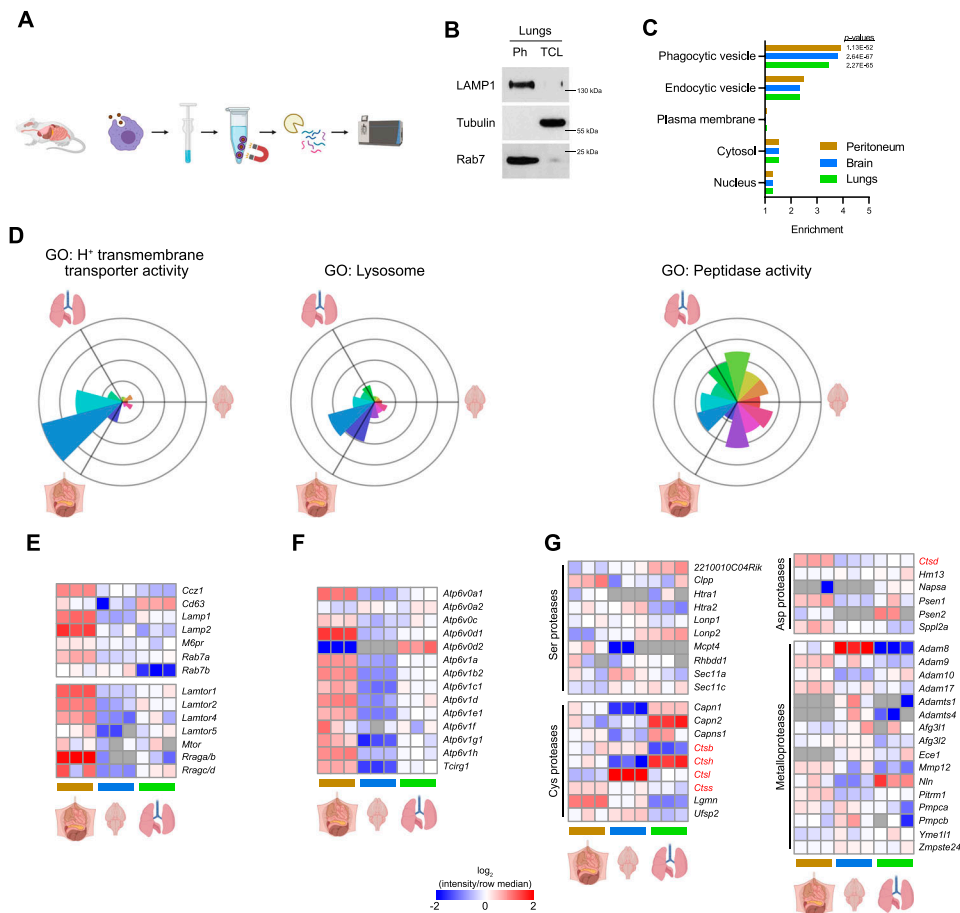 A
B
Lungs
Ph TCL
LAMP1
130 kDa
Tubulin
55 kDa
25 kDa
Rab7
C
p-values
Phagocytic vesicle
1.13E-52
2.64E-67
2.27E-65
Endocytic vesicle
Plasma membrane
Cytosol
Nucleus
Peritoneum
Brain
Lungs
1 2 3 4 5
Enrichment
D
GO: H⁺ transmembrane
transporter activity
GO: Lysosome
GO: Peptidase activity
E
Ccz1
Cd63
Lamp1
Lamp2
M6pr
Rab7a
Rab7b
Lamtor1
Lamtor2
Lamtor4
Lamtor5
Mtor
Rraga/b
Rragc/d
F
Atp6v0a1
Atp6v0a2
Atp6v0c
Atp6v0d1
Atp6v0d2
Atp6v1a
Atp6v1b2
Atp6v1c1
Atp6v1d
Atp6v1e1
Atp6v1f
Atp6v1g1
Atp6v1h
Tcirg1
log2
(intensity/row median)
-2 0 2
G
Ser proteases
2210010C04Rik
Clpp
Htra1
Htra2
Lonp1
Lonp2
Mcpt4
Rhbdd1
Sec11a
Sec11c
Cys proteases
Capn1
Capn2
Capns1
Ctsb
Ctsh
Ctsl
Ctss
Lgmn
Ufsp2
Asp proteases
Ctsd
Hm13
Napsa
Psen1
Psen2
Sppl2a
Metalloproteases
Adam8
Adam9
Adam10
Adam17
Adamts1
Adamts4
Afg3l1
Afg3l2
Ece1
Mmp12
Nln
Pitrm1
Pmpca
Pmpcb
Yme1l1
Zmpste24